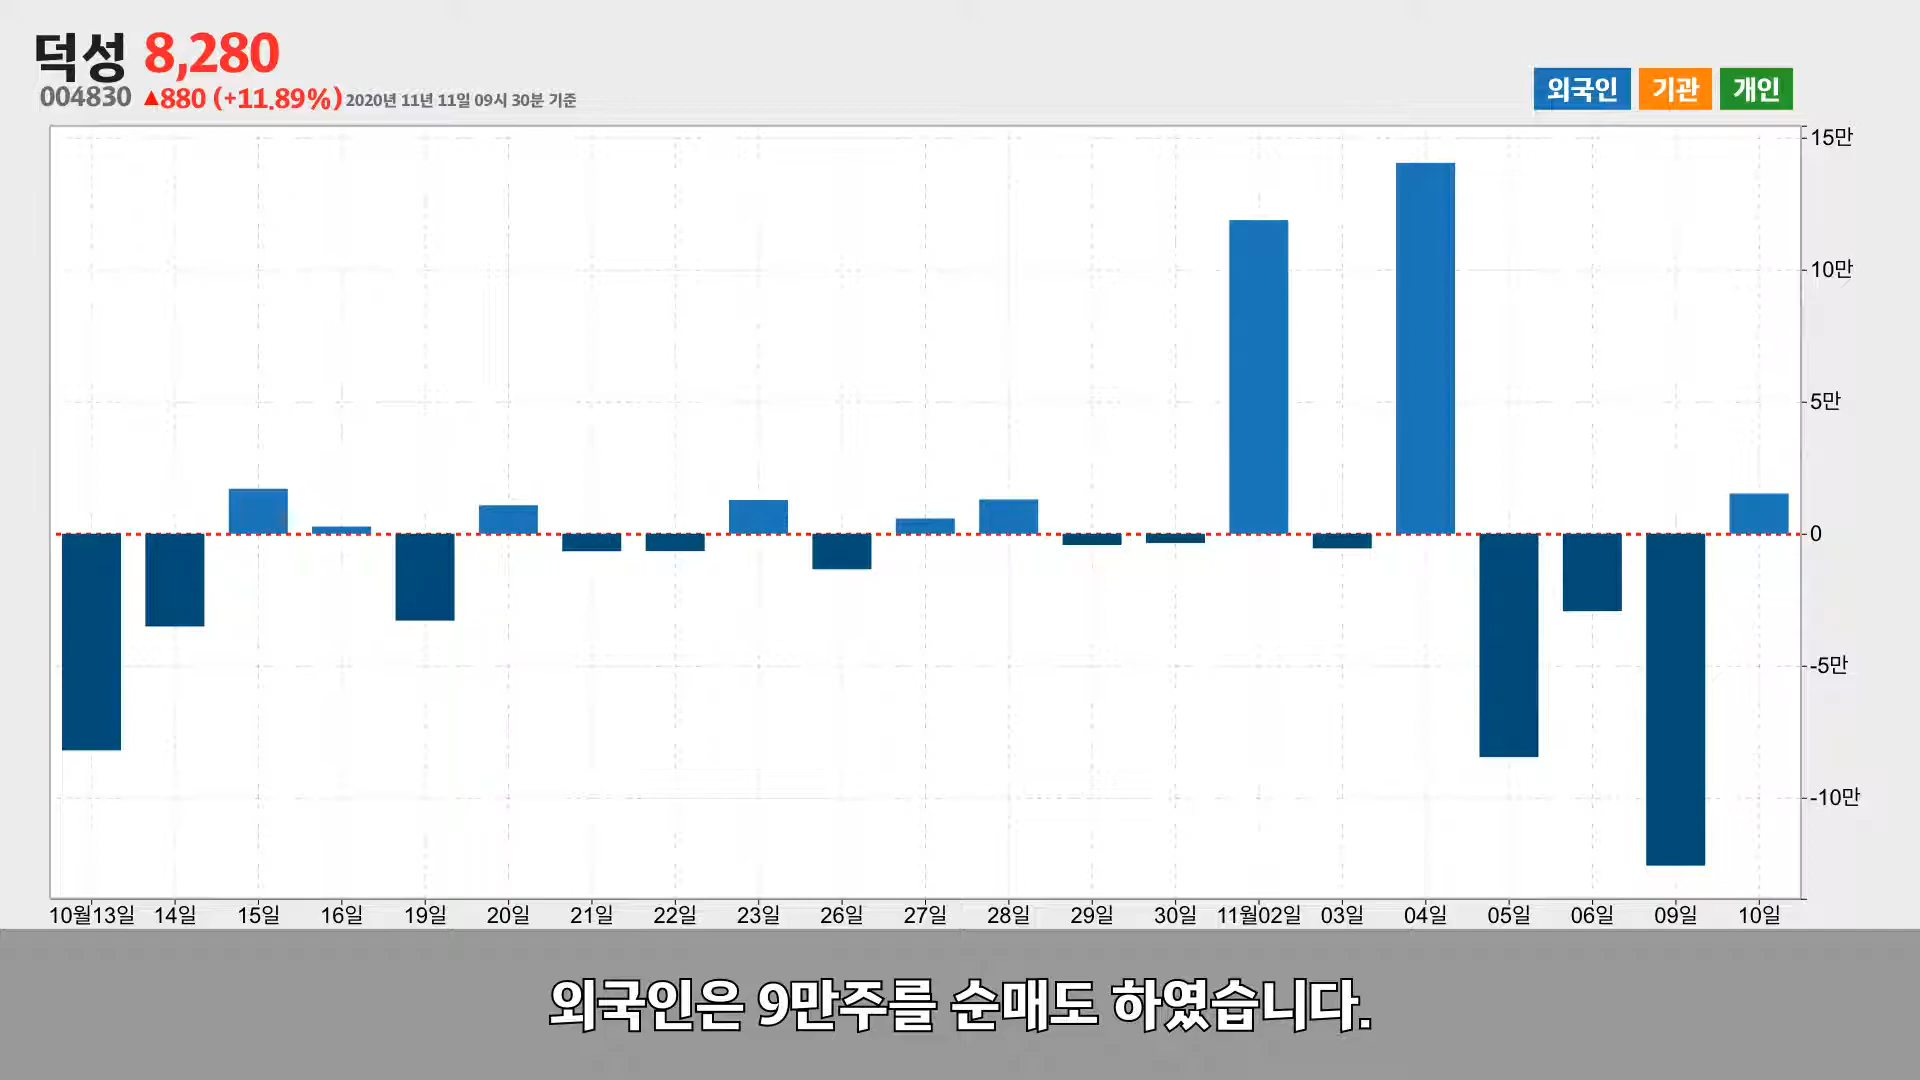 덕성 8,280
004830 ▲880 (+11.89%) 2020년 11년 11일 09시 30분 기준
외국인 기관 개인
15만
10만
5만
0
-5만
-10만
10월13일 14일 15일 16일 19일 20일 21일 22일 23일 26일 27일 28일 29일 30일 11월02일 03일 04일 05일 06일 09일 10일
외국인은 9만주를 순매도 하였습니다.